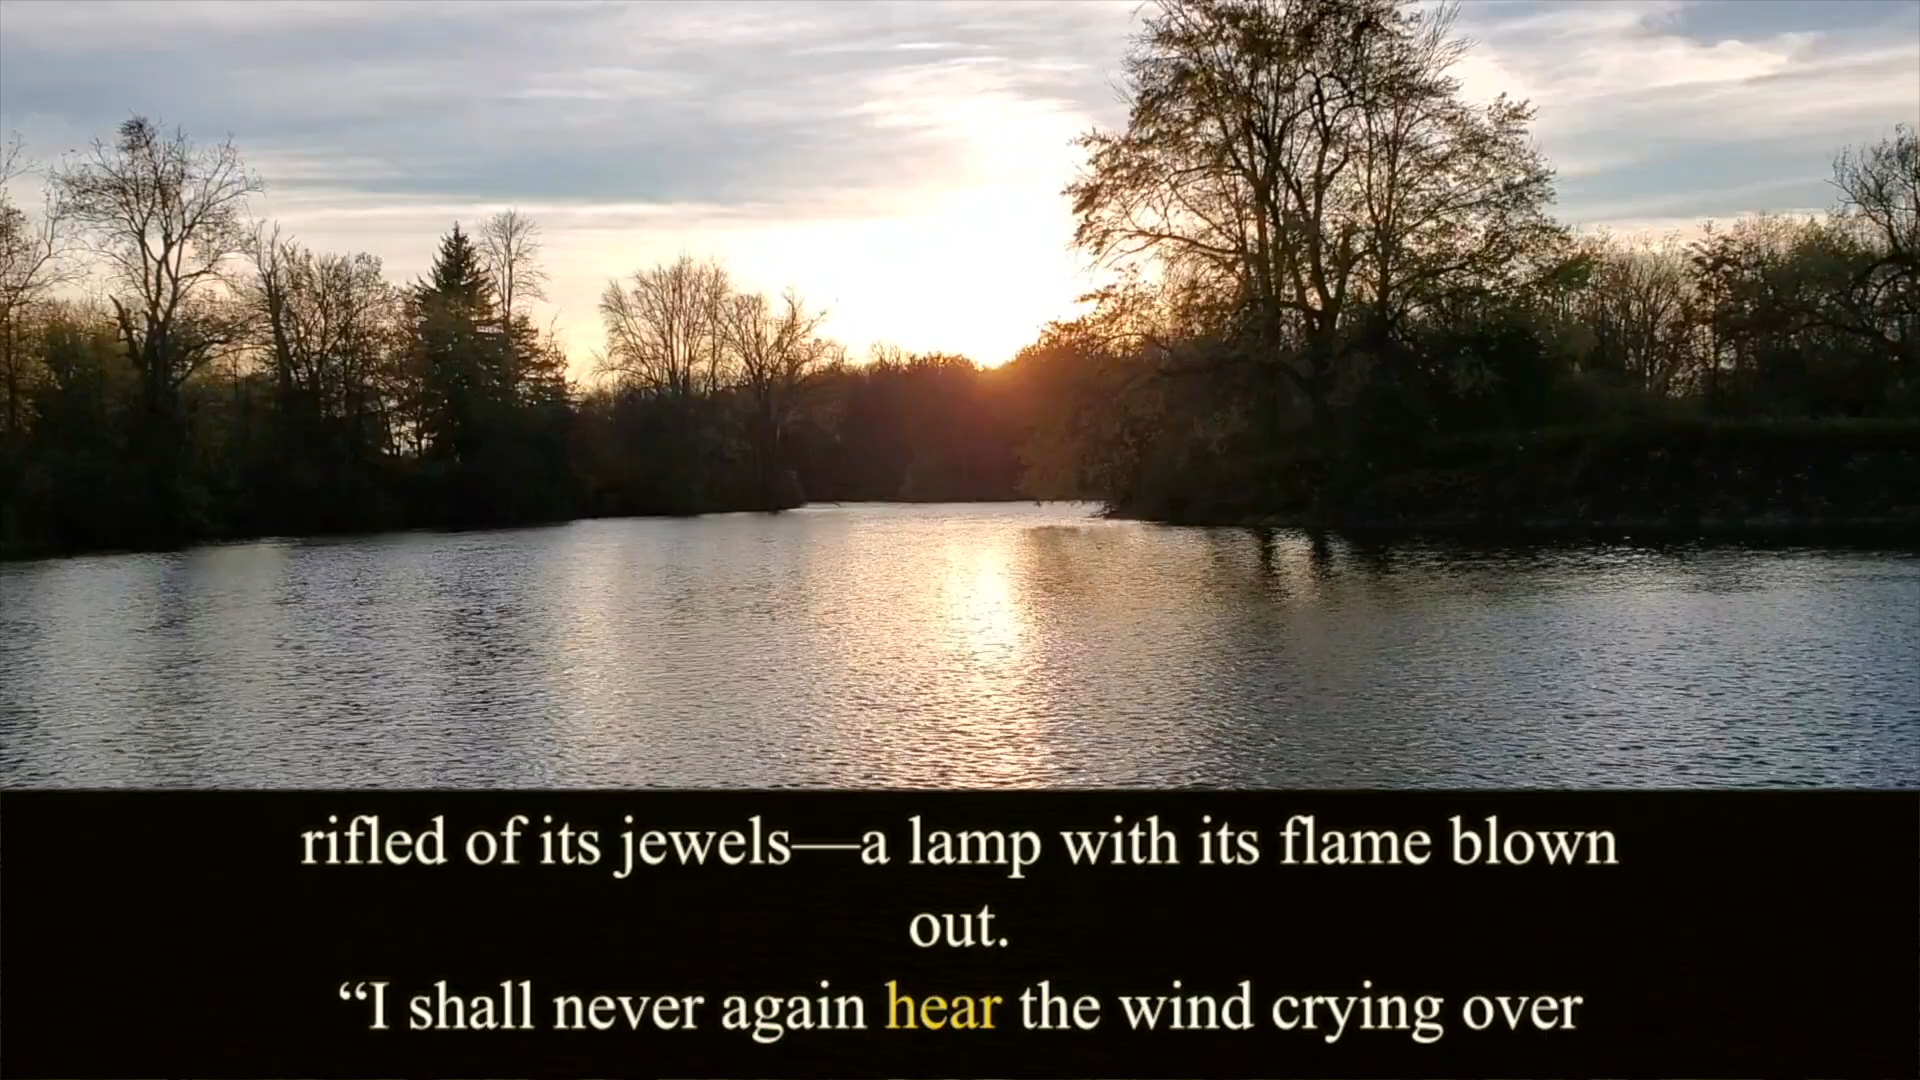 rifled of its jewels—a lamp with its flame blown
out.
“I shall never again hear the wind crying over